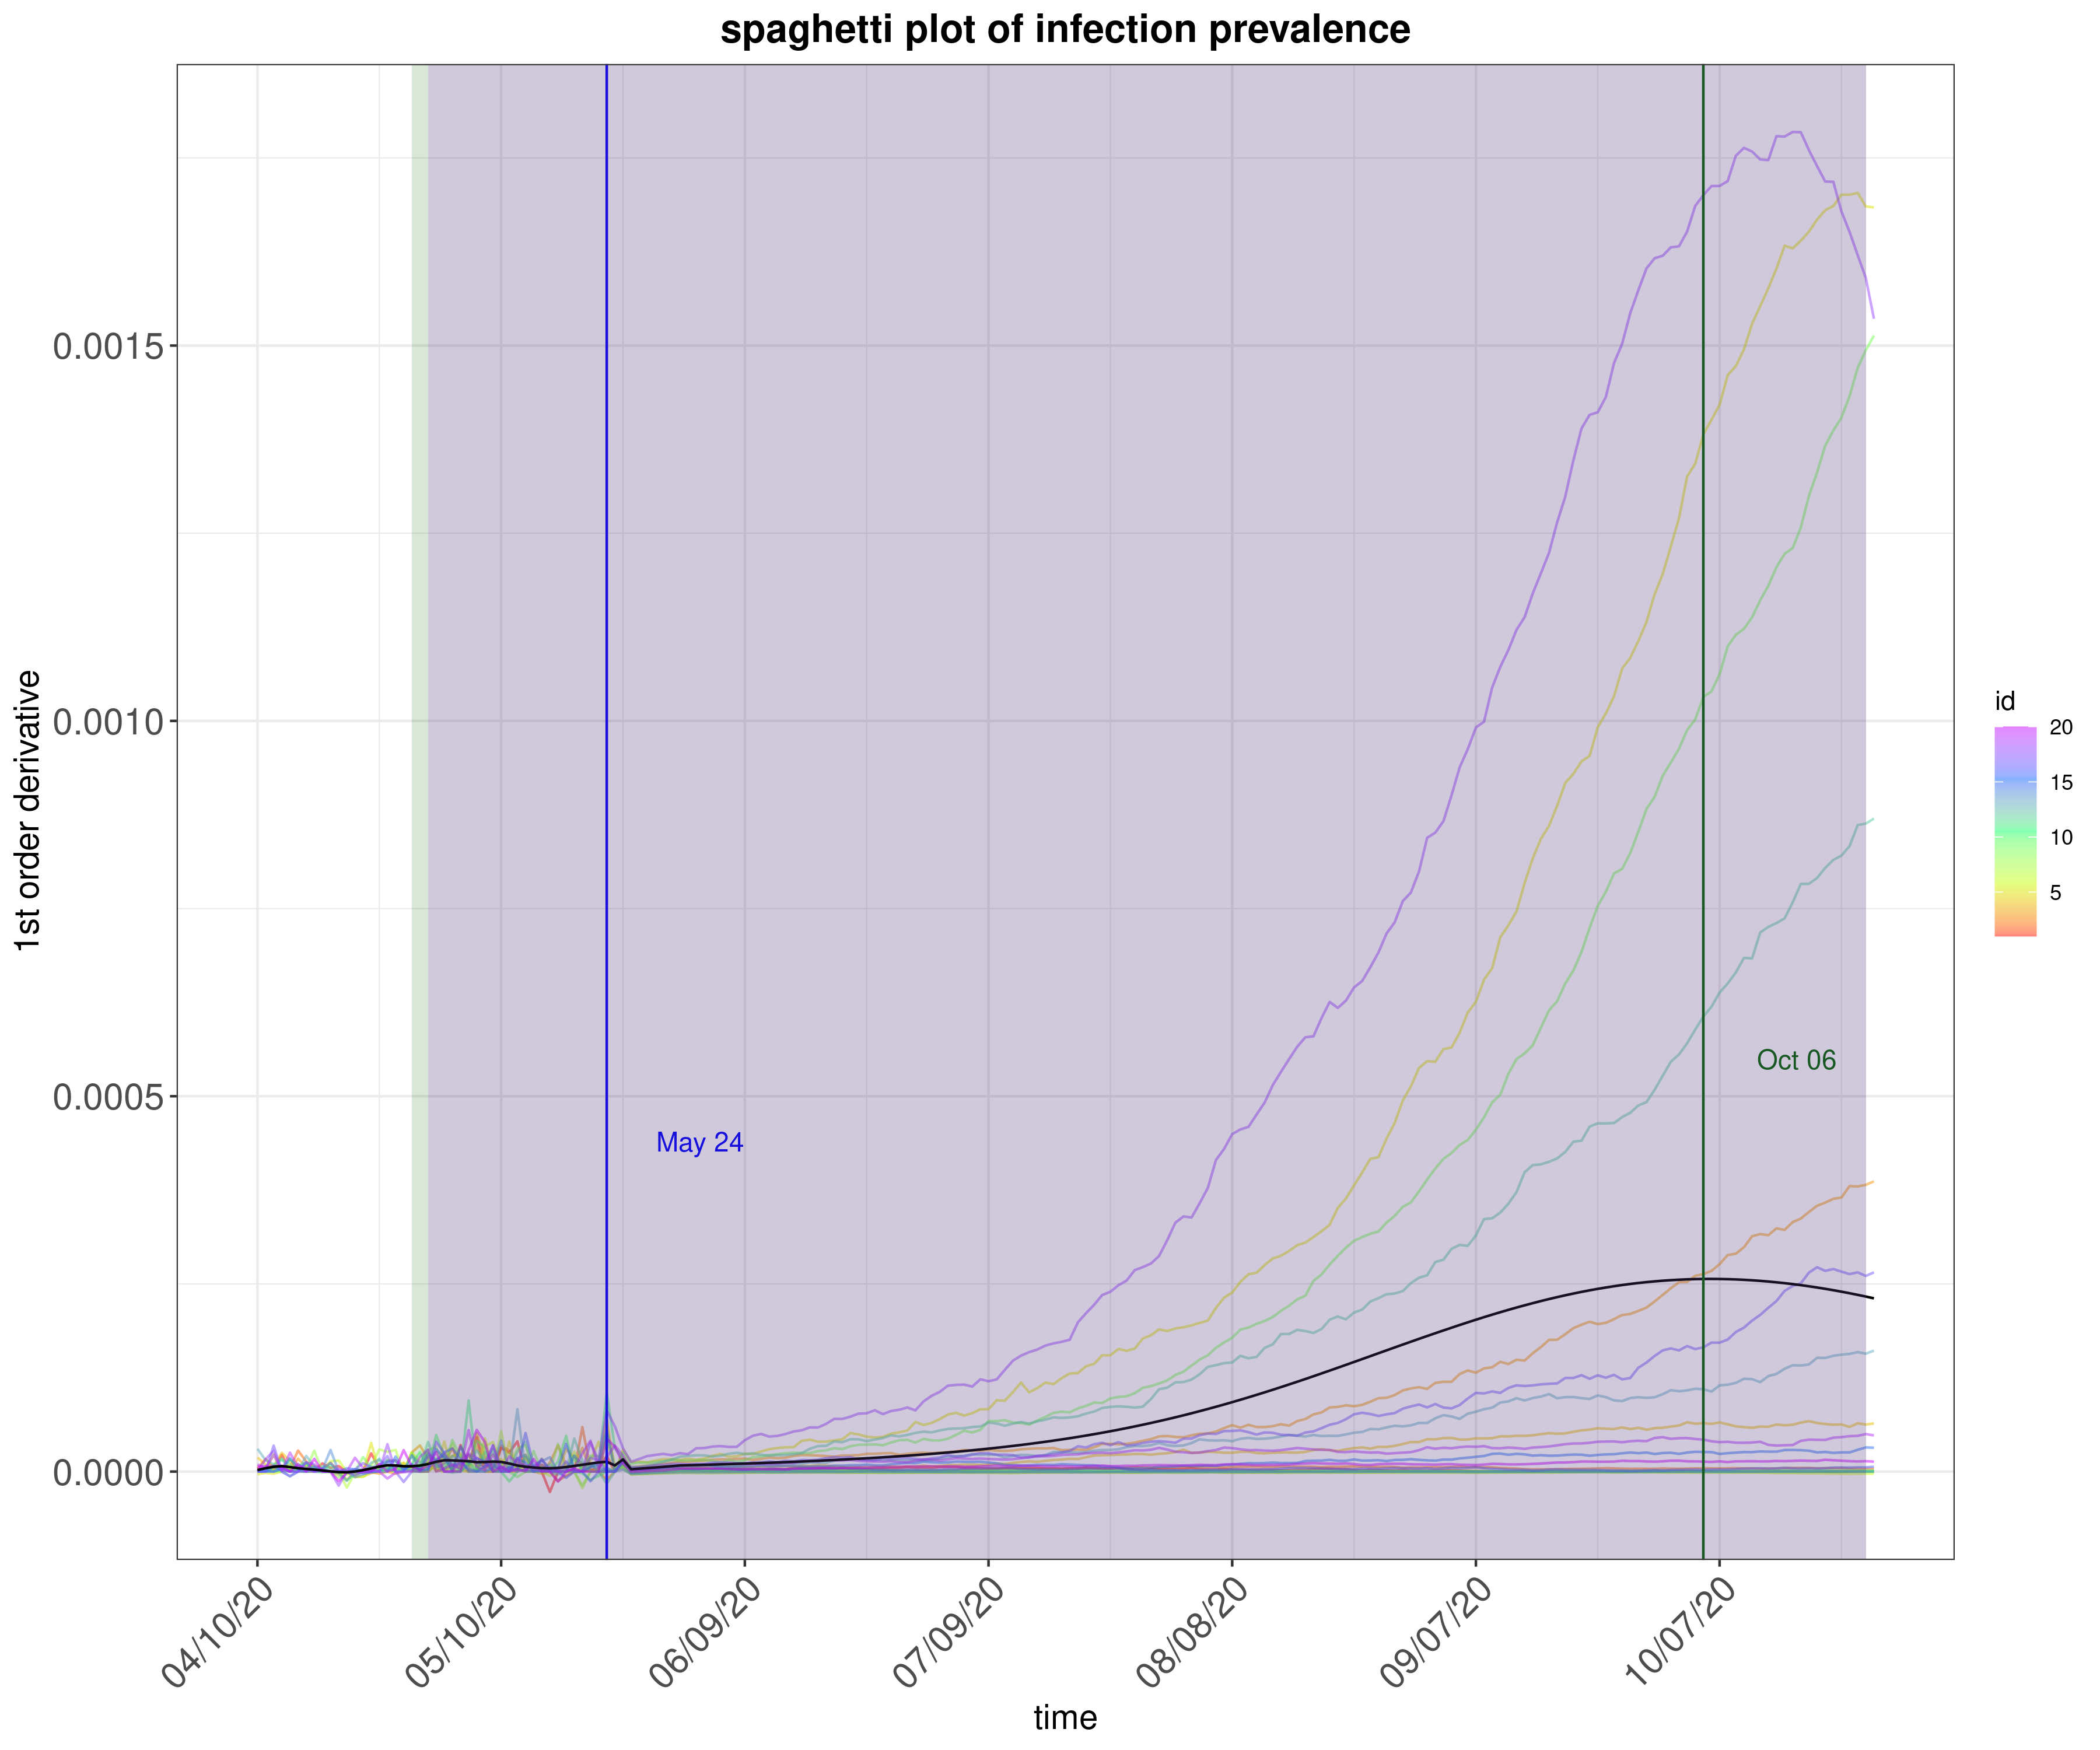 spaghetti plot of infection prevalence
1st order derivative
0.0015
0.0010
0.0005
0.0000
May 24
Oct 06
id
20
15
10
5
04/10/20
05/10/20
06/09/20
07/09/20
08/08/20
09/07/20
10/07/20
time